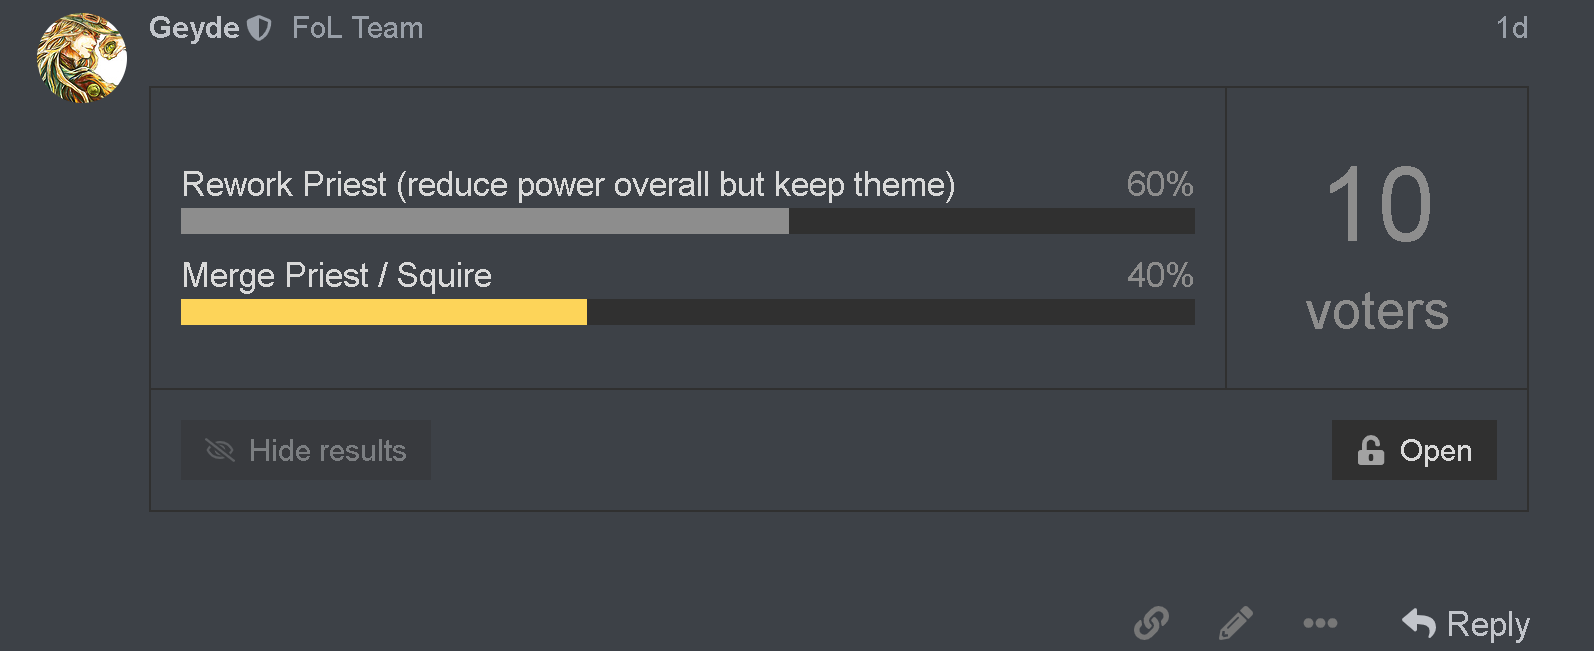 Geyde FoL Team 1d
Rework Priest (reduce power overall but keep theme) 60%
Merge Priest / Squire 40%
10
voters
Hide results
Open
Reply